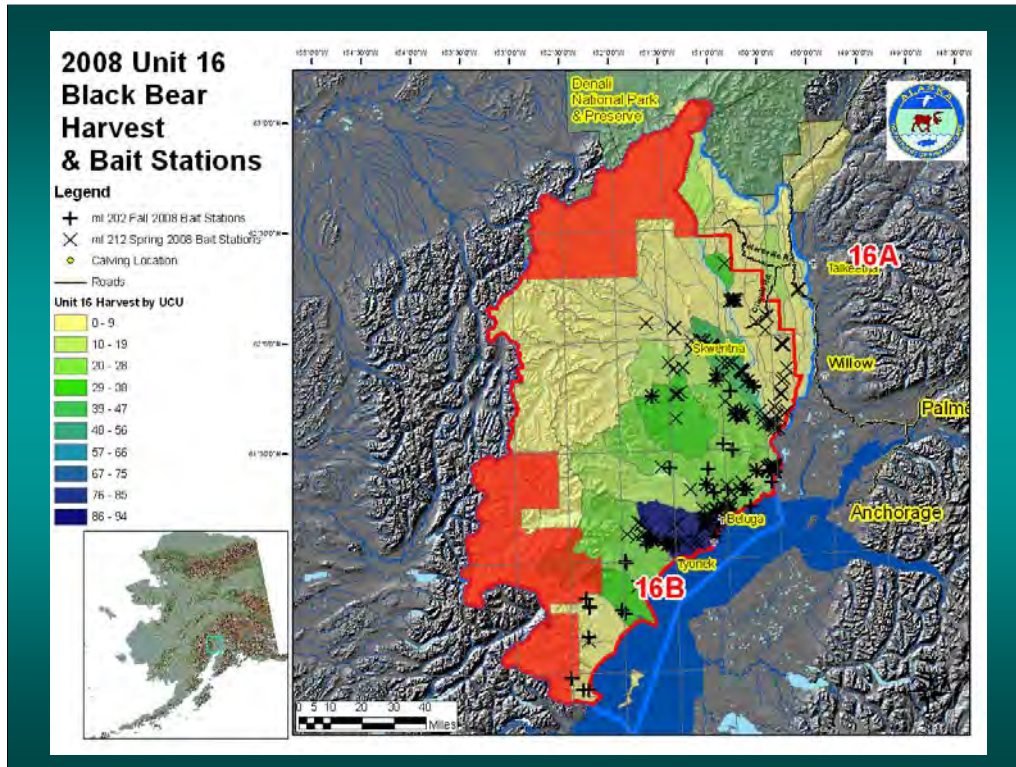 2008 Unit 16
Black Bear
Harvest
& Bait Stations
Legend
ml 202 Fall 2008 Bait Stations
ml 212 Spring 2008 Bait Stations
Calving Location
Roads
Unit 16 Harvest by UCU
0 - 9
10 - 19
20 - 28
29 - 38
39 - 47
48 - 56
57 - 66
67 - 75
76 - 85
86 - 94
Denali
National Park
& Preserve
ALASKA
16A
Talkeetna
Skwentna
Willow
Palme
Anchorage
Beluga
Tyonek
16B
0 5 10 20 30 40
Miles